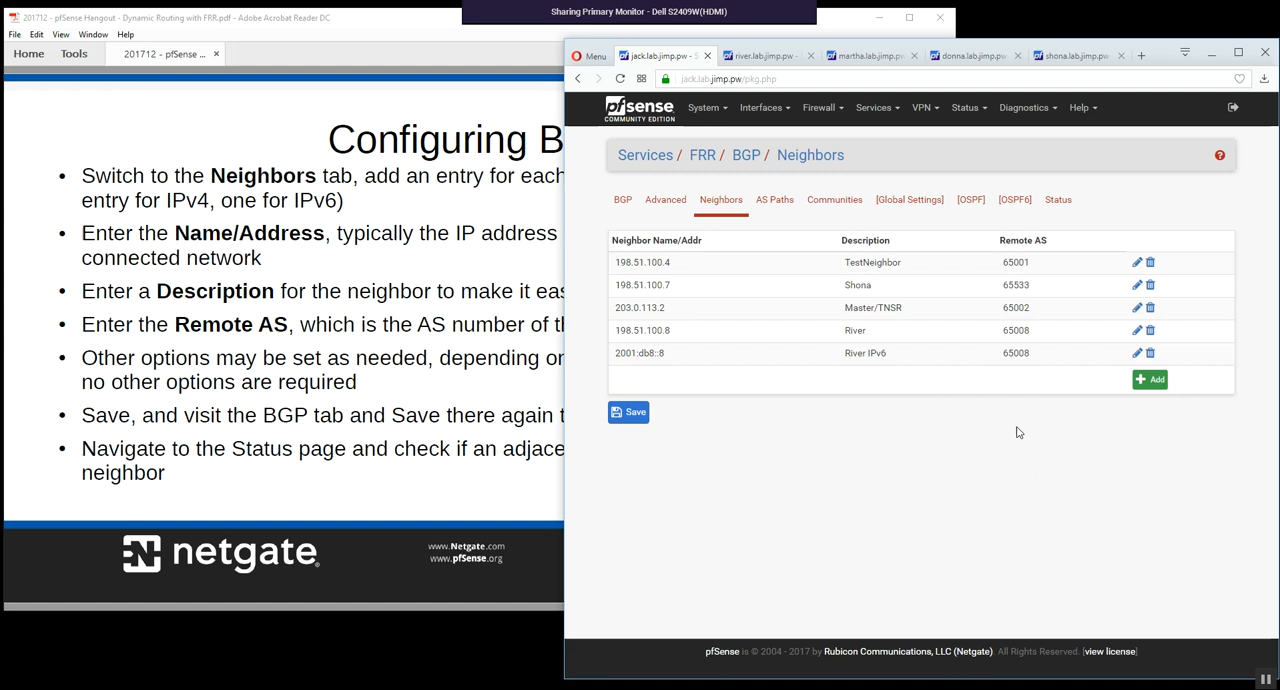 Sharing Primary Monitor - Dell S2409W(HDMI)
201712 - pfSense Hangout - Dynamic Routing with FRR.pdf - Adobe Acrobat Reader DC
File Edit View Window Help
Home Tools 201712 - pfSense ... ×
Configuring B
• Switch to the Neighbors tab, add an entry for each
entry for IPv4, one for IPv6)
• Enter the Name/Address, typically the IP address
connected network
• Enter a Description for the neighbor to make it eas
• Enter the Remote AS, which is the AS number of th
• Other options may be set as needed, depending on
no other options are required
• Save, and visit the BGP tab and Save there again t
• Navigate to the Status page and check if an adjace
neighbor
netgate®
www.Netgate.com
www.pfSense.org
Menu jack.lab.jimp.pw - S river.lab.jimp.pw - martha.lab.jimp.pw donna.lab.jimp.pw shona.lab.jimp.pw
jack.lab.jimp.pw/pkg.php
pfsense
COMMUNITY EDITION
System Interfaces Firewall Services VPN Status Diagnostics Help
Services / FRR / BGP / Neighbors
BGP Advanced Neighbors AS Paths Communities [Global Settings] [OSPF] [OSPF6] Status
Neighbor Name/Addr Description Remote AS
198.51.100.4 TestNeighbor 65001
198.51.100.7 Shona 65533
203.0.113.2 Master/TNSR 65002
198.51.100.8 River 65008
2001:db8::8 River IPv6 65008
Add
Save
pfSense is © 2004 - 2017 by Rubicon Communications, LLC (Netgate). All Rights Reserved. [view license]